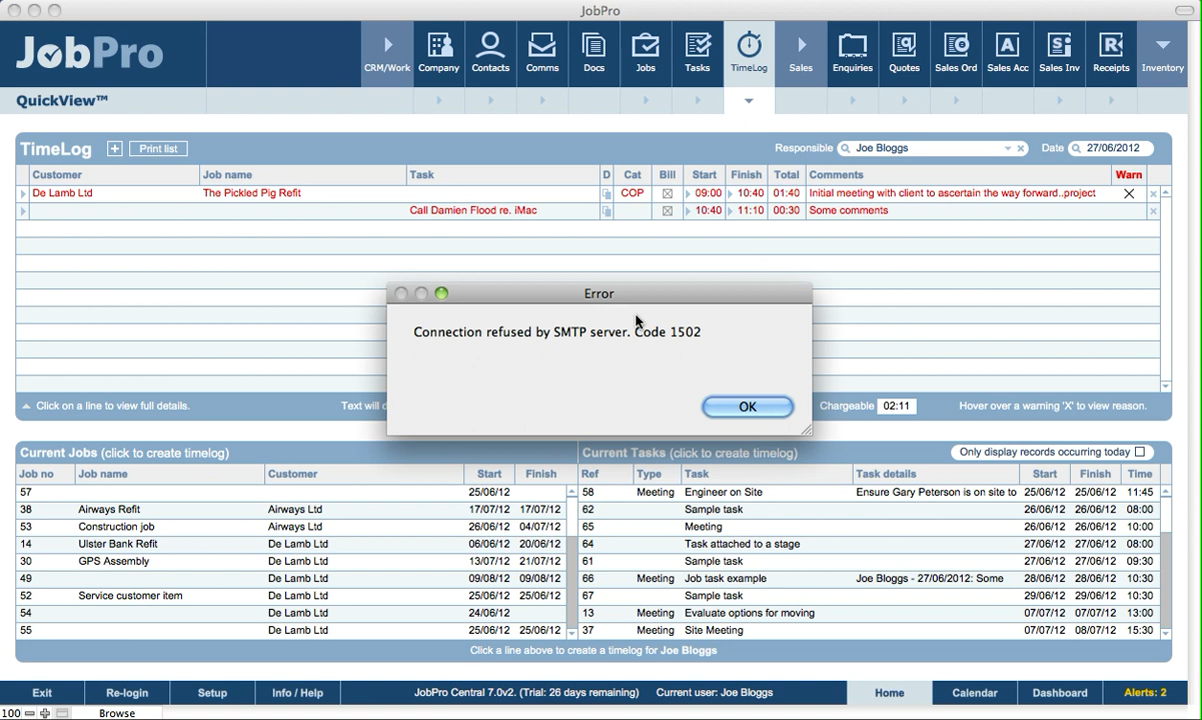 JobPro
JobPro
CRM/Work Company Contacts Comms Docs Jobs Tasks TimeLog Sales Enquiries Quotes Sales Ord Sales Acc Sales Inv Receipts Inventory
QuickView™
TimeLog + Print list Responsible Joe Bloggs Date 27/06/2012
Customer Job name Task D Cat Bill Start Finish Total Comments Warn
De Lamb Ltd The Pickled Pig Refit COP 09:00 10:40 01:40 Initial meeting with client to ascertain the way forward..project
Call Damien Flood re. iMac 10:40 11:10 00:30 Some comments
Error
Connection refused by SMTP server. Code 1502
OK
Click on a line to view full details. Text will Chargeable 02:11 Hover over a warning 'X' to view reason.
Current Jobs (click to create timelog) Current Tasks (click to create timelog) Only display records occurring today
Job no Job name Customer Start Finish Ref Type Task Task details Start Finish Time
57 25/06/12 58 Meeting Engineer on Site Ensure Gary Peterson is on site to 25/06/12 25/06/12 11:45
38 Airways Refit Airways Ltd 17/07/12 17/07/12 62 Sample task 26/06/12 26/06/12 08:00
53 Construction job Airways Ltd 26/06/12 04/07/12 65 Meeting 26/06/12 26/06/12 10:00
14 Ulster Bank Refit De Lamb Ltd 06/06/12 20/06/12 64 Task attached to a stage 27/06/12 27/06/12 08:00
30 GPS Assembly De Lamb Ltd 13/07/12 21/07/12 61 Sample task 27/06/12 27/06/12 09:30
49 De Lamb Ltd 09/08/12 09/08/12 66 Meeting Job task example Joe Bloggs - 27/06/2012: Some 28/06/12 28/06/12 10:30
52 Service customer item De Lamb Ltd 25/06/12 25/06/12 67 Sample task 29/06/12 29/06/12 10:30
54 De Lamb Ltd 24/06/12 13 Meeting Evaluate options for moving 07/07/12 07/07/12 13:00
55 De Lamb Ltd 25/06/12 25/06/12 37 Meeting Site Meeting 07/07/12 08/07/12 15:30
Click a line above to create a timelog for Joe Bloggs
Exit Re-login Setup Info / Help JobPro Central 7.0v2. (Trial: 26 days remaining) Current user: Joe Bloggs Home Calendar Dashboard Alerts: 2
100 Browse